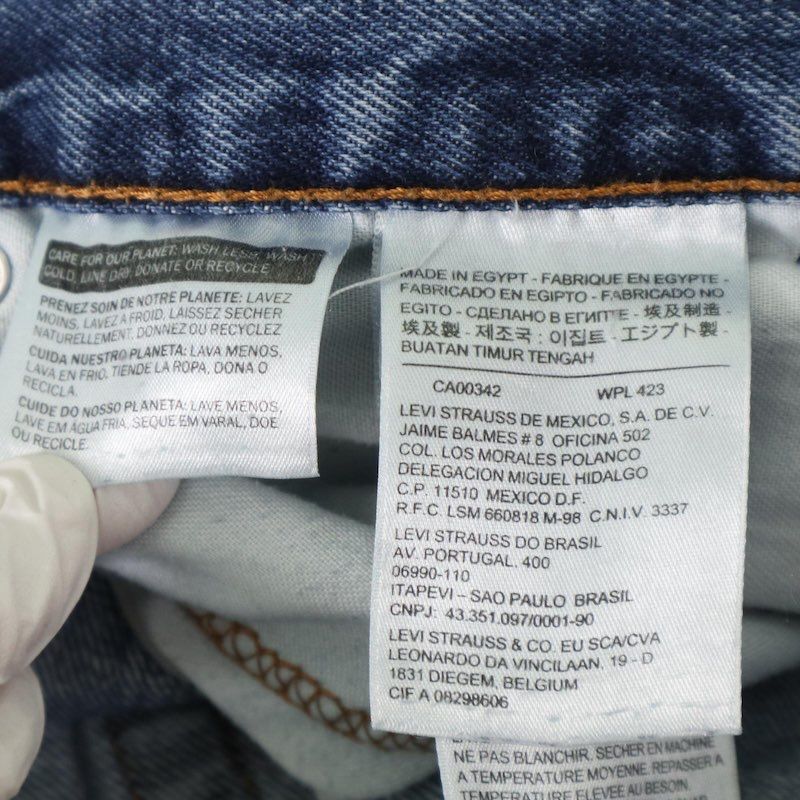 CARE FOR OUR PLANET: WASH LESS, WASH
COLD, LINE DRY, DONATE OR RECYCLE
PRENEZ SOIN DE NOTRE PLANETE: LAVEZ
MOINS, LAVEZ A FROID, LAISSEZ SECHER
NATURELLEMENT, DONNEZ OU RECYCLEZ
CUIDA NUESTRO PLANETA: LAVA MENOS,
LAVA EN FRIO, TIENDE LA ROPA, DONA O
RECICLA.
CUIDE DO NOSSO PLANETA: LAVE MENOS,
LAVE EM ÁGUA FRIA, SEQUE EM VARAL, DOE
OU RECICLE.
MADE IN EGYPT - FABRIQUE EN EGYPTE -
FABRICADO EN EGIPTO - FABRICADO NO
EGITO - СДЕЛАНО В ЕГИПТЕ - 埃及制造 -
埃及製 - 제조국 : 이집트 - エジプト製 -
BUATAN TIMUR TENGAH
CA00342 WPL 423
LEVI STRAUSS DE MEXICO, S.A. DE C.V.
JAIME BALMES # 8 OFICINA 502
COL. LOS MORALES POLANCO
DELEGACION MIGUEL HIDALGO
C.P. 11510 MEXICO D.F.
R.F.C. LSM 660818 M-98 C.N.I.V. 3337
LEVI STRAUSS DO BRASIL
AV. PORTUGAL, 400
06990-110
ITAPEVI - SAO PAULO BRASIL
CNPJ: 43.351.097/0001-90
LEVI STRAUSS & CO. EU SCA/CVA
LEONARDO DA VINCILAAN, 19 - D
1831 DIEGEM, BELGIUM
CIF A 08298606
NE PAS BLANCHIR. SECHER EN MACHINE
A TEMPERATURE MOYENNE. REPASSER A
TEMPERATURE ELEVEE AU BESOIN.